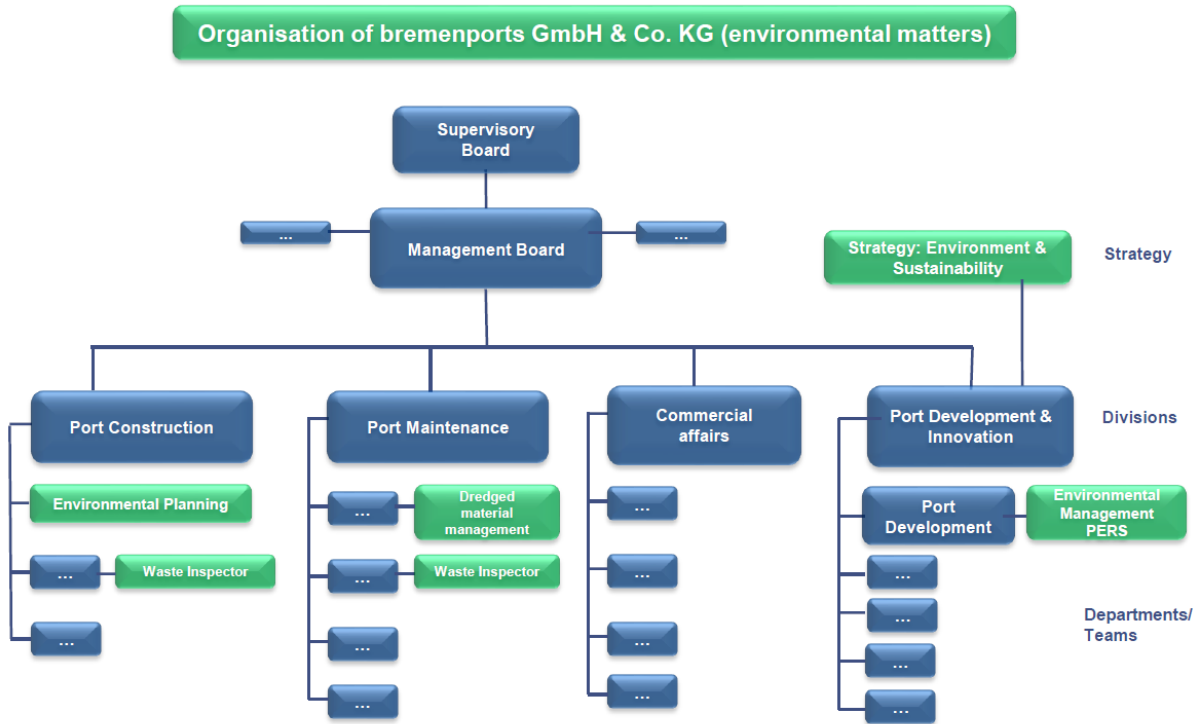 Organisation of bremenports GmbH & Co. KG (environmental matters)
Supervisory
Board
...
Management Board
...
Strategy: Environment &
Sustainability
Strategy
Port Construction
Port Maintenance
Commercial
affairs
Port Development &
Innovation
Divisions
Environmental Planning
...
Waste Inspector
...
...
Dredged
material
management
...
Waste Inspector
...
...
...
...
...
...
Port
Development
Environmental
Management
PERS
...
...
...
...
Departments/
Teams